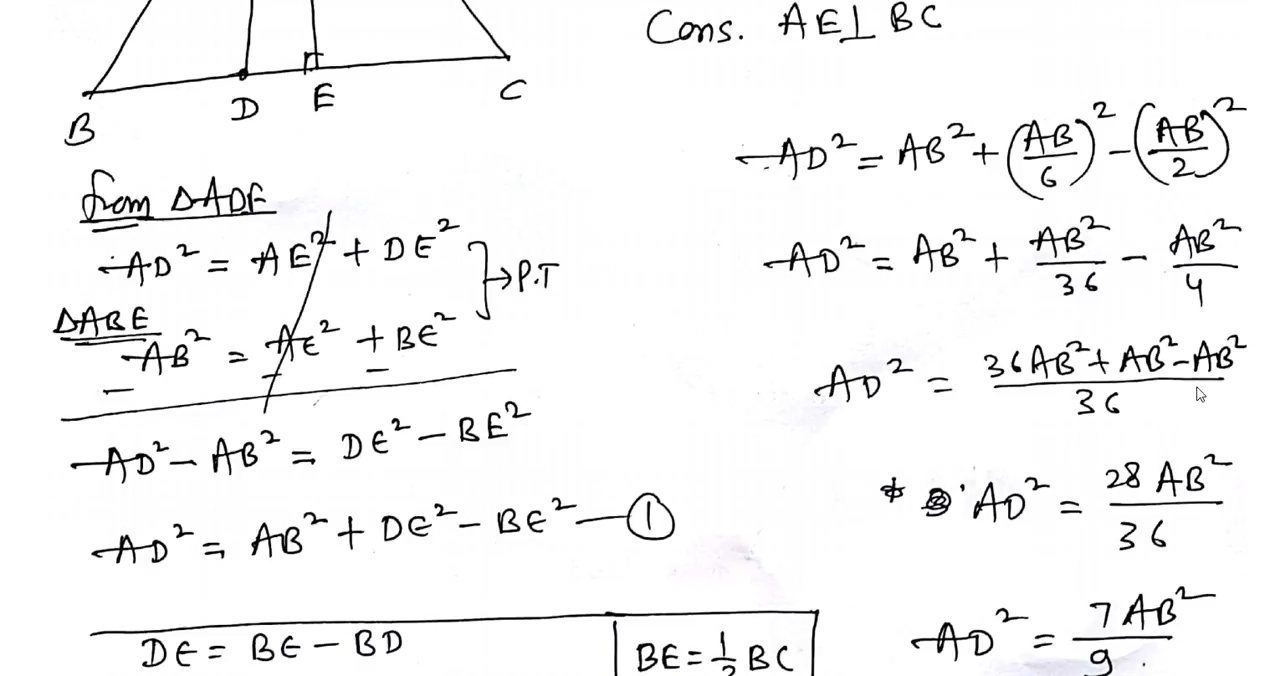 Cons. AE⊥BC
B D E C
from ΔADE
AD² = AE² + DE²
→P.T
ΔABE
AB² = AE² + BE²
− − −
AD² − AB² = DE² − BE²
AD² = AB² + DE² − BE² — ①
DE = BE − BD
BE = 1/2 BC
AD² = AB² + (AB/6)² − (AB/2)²
AD² = AB² + AB²/36 − AB²/4
AD² = 36AB² + AB² − AB²/36
AD² = 28AB²/36
AD² = 7AB²/9